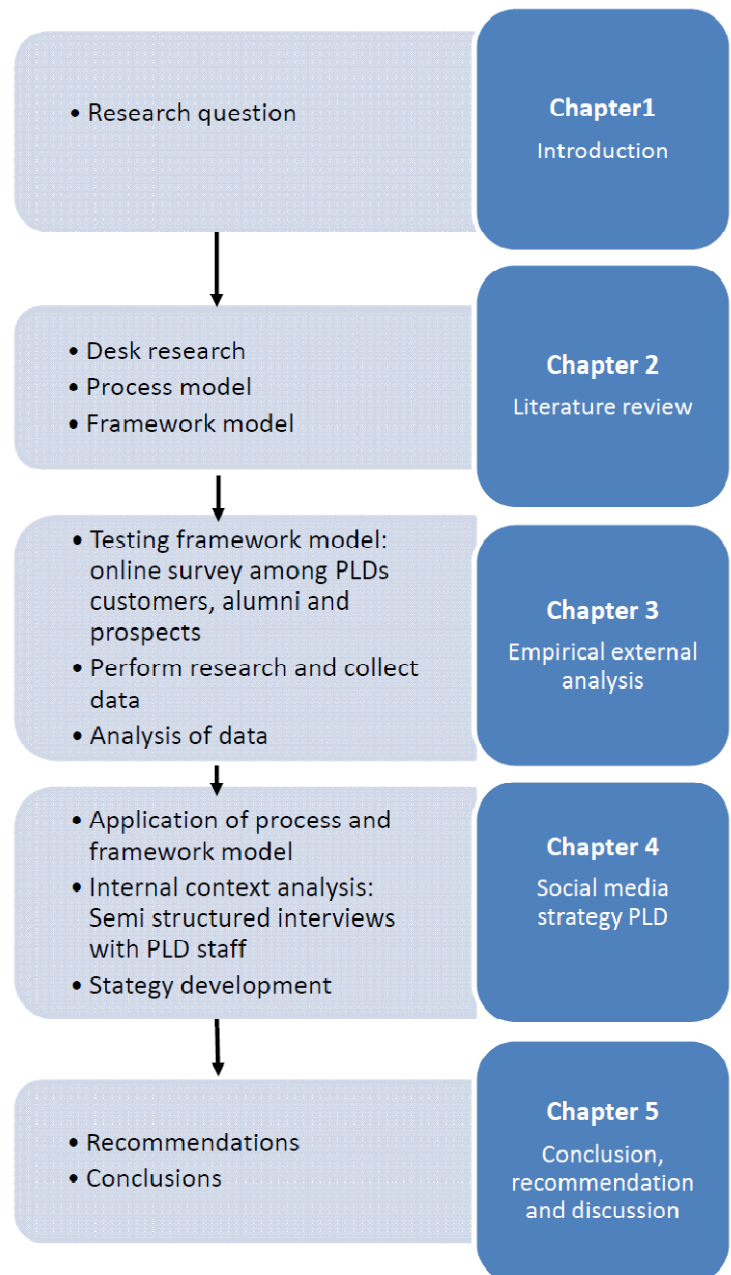 • Research question
Chapter1
Introduction
• Desk research
• Process model
• Framework model
Chapter 2
Literature review
• Testing framework model:
online survey among PLDs
customers, alumni and
prospects
• Perform research and collect
data
• Analysis of data
Chapter 3
Empirical external
analysis
• Application of process and
framework model
• Internal context analysis:
Semi structured interviews
with PLD staff
• Stategy development
Chapter 4
Social media
strategy PLD
• Recommendations
• Conclusions
Chapter 5
Conclusion,
recommendation
and discussion